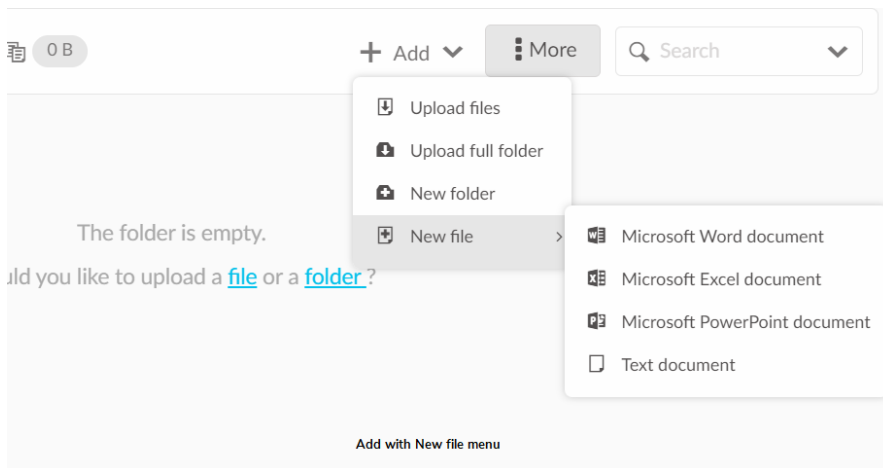 0 B
Add
More
Search
Upload files
Upload full folder
New folder
New file
Microsoft Word document
Microsoft Excel document
Microsoft PowerPoint document
Text document
The folder is empty.
you like to upload a file or a folder ?
Add with New file menu